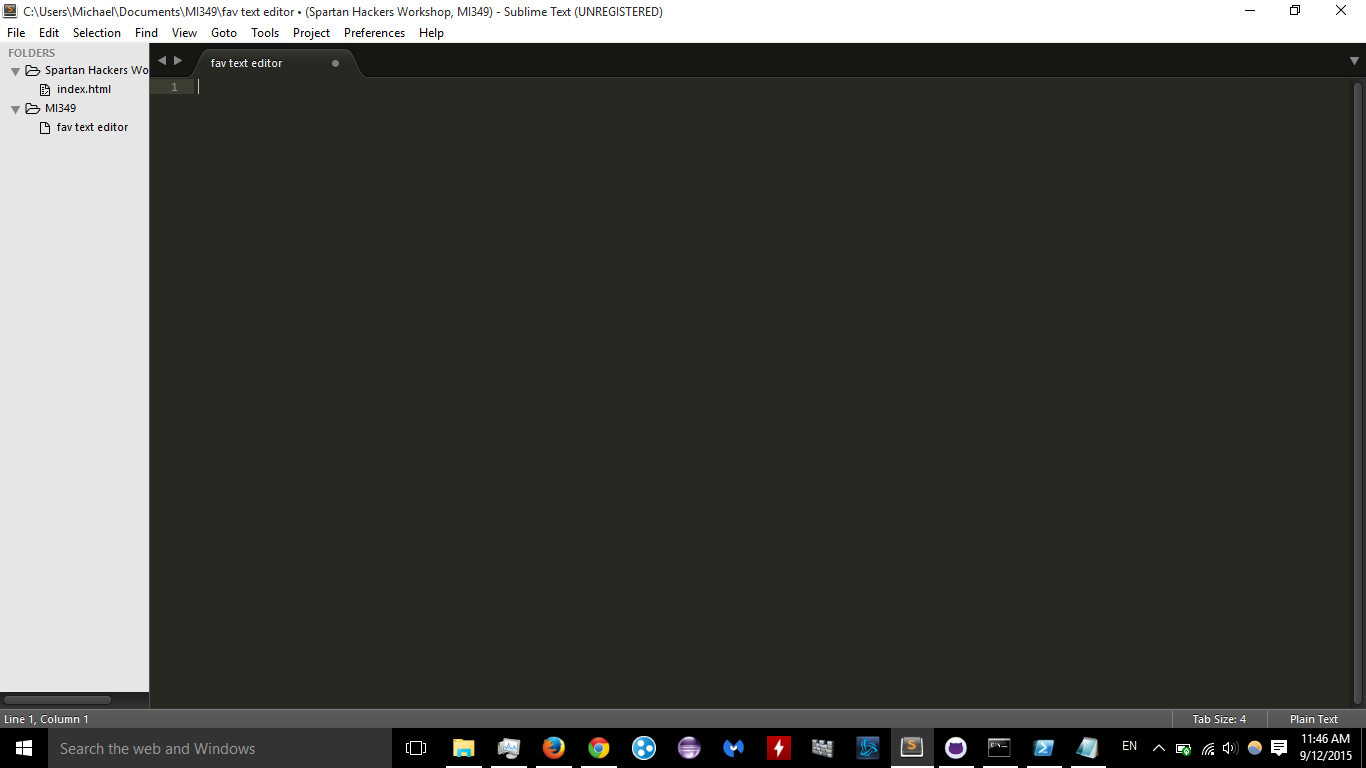 C:\Users\Michael\Documents\MI349\fav text editor • (Spartan Hackers Workshop, MI349) - Sublime Text (UNREGISTERED)
File Edit Selection Find View Goto Tools Project Preferences Help
FOLDERS
Spartan Hackers Wo
index.html
MI349
fav text editor
fav text editor
1
Line 1, Column 1
Tab Size: 4
Plain Text
Search the web and Windows
EN
11:46 AM
9/12/2015